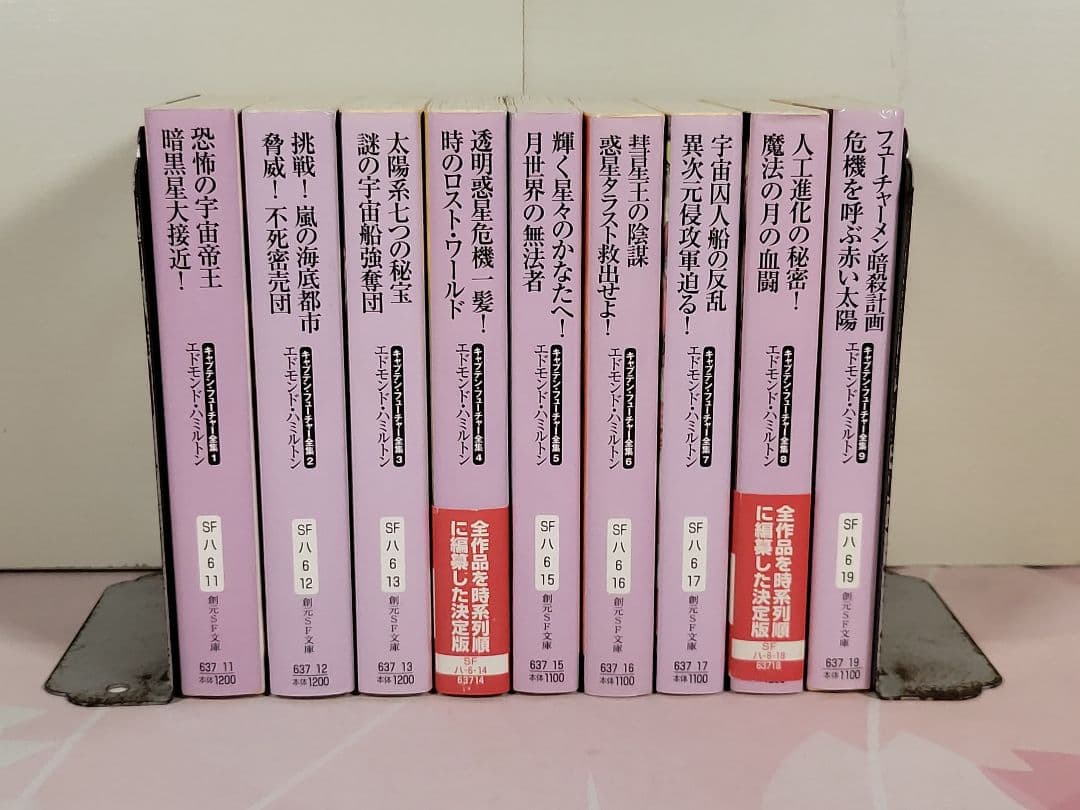 恐怖の宇宙帝王
暗黒星大接近！
キャプテン・フューチャー全集1
エドモンド・ハミルトン
SF
ハ
6
11
創元SF文庫
637 11
本体1200
挑戦！嵐の海底都市
脅威！不死密売団
キャプテン・フューチャー全集2
エドモンド・ハミルトン
SF
ハ
6
12
創元SF文庫
637 12
本体1200
太陽系七つの秘宝
謎の宇宙船強奪団
キャプテン・フューチャー全集3
エドモンド・ハミルトン
SF
ハ
6
13
創元SF文庫
637 13
本体1200
透明惑星危機一髪！
時のロスト・ワールド
キャプテン・フューチャー全集4
エドモンド・ハミルトン
全作品を時系列順
に編纂した決定版
SF
ハ-6-14
63714
輝く星々のかなたへ！
月世界の無法者
キャプテン・フューチャー全集5
エドモンド・ハミルトン
SF
ハ
6
15
創元SF文庫
637 15
本体1100
彗星王の陰謀
惑星タラスト救出せよ！
キャプテン・フューチャー全集6
エドモンド・ハミルトン
SF
ハ
6
16
創元SF文庫
637 16
本体1100
宇宙囚人船の反乱
異次元侵攻軍迫る！
キャプテン・フューチャー全集7
エドモンド・ハミルトン
SF
ハ
6
17
創元SF文庫
637 17
本体1100
人工進化の秘密！
魔法の月の血闘
キャプテン・フューチャー全集8
エドモンド・ハミルトン
全作品を時系列順
に編纂した決定版
SF
ハ-6-18
63718
フューチャーメン暗殺計画
危機を呼ぶ赤い太陽
キャプテン・フューチャー全集9
エドモンド・ハミルトン
SF
ハ
6
19
創元SF文庫
637 19
本体1100